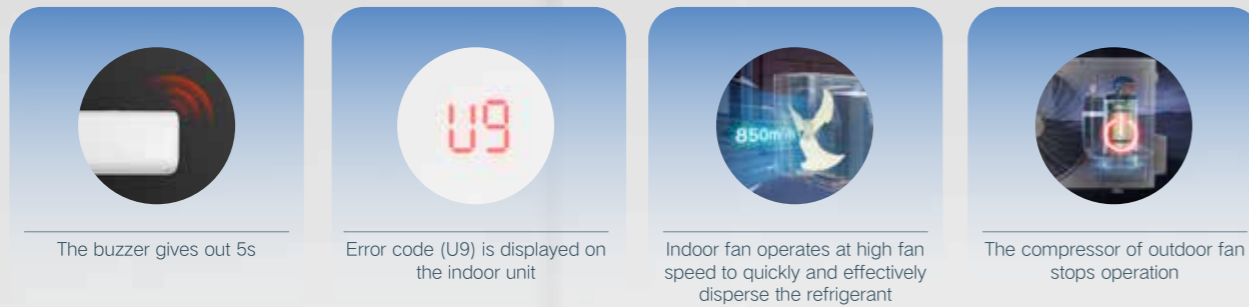 U9
850m³/h
The buzzer gives out 5s
Error code (U9) is displayed on
the indoor unit
Indoor fan operates at high fan
speed to quickly and effectively
disperse the refrigerant
The compressor of outdoor fan
stops operation